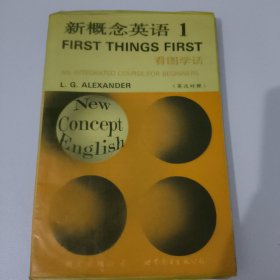 新概念英语 1
FIRST THINGS FIRST
看图学话
AN INTEGRATED COURSE FOR BEGINNERS
L. G. ALEXANDER
（英汉对照）
New
Concept
English